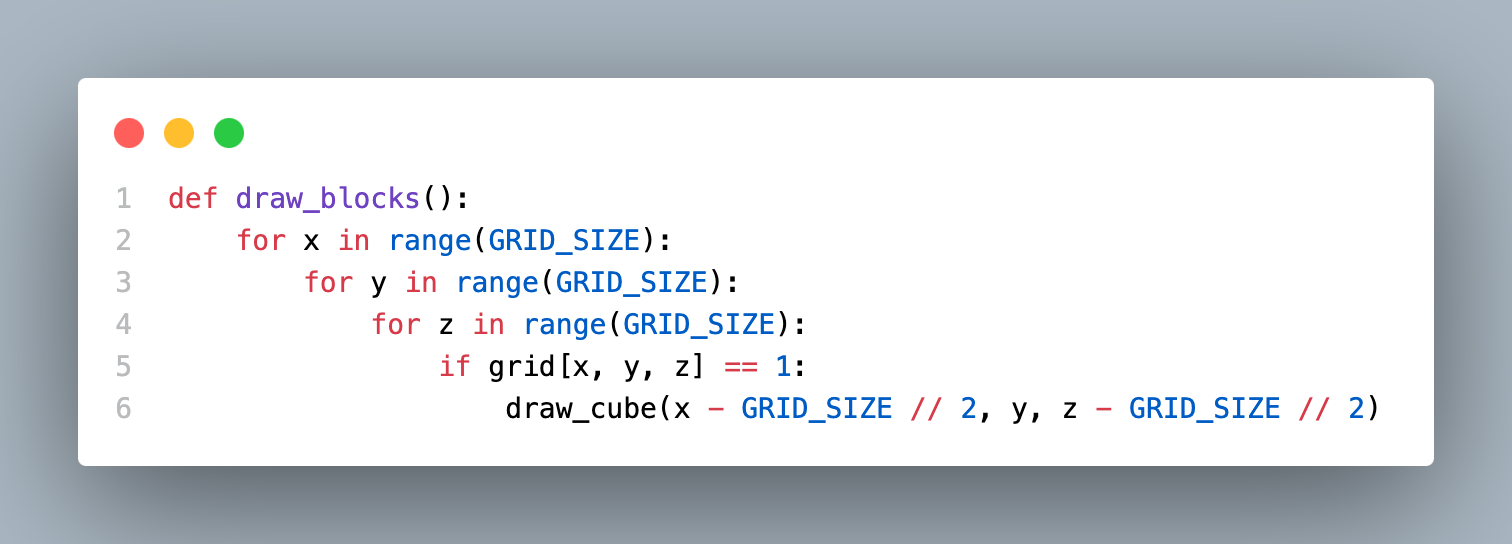 1 def draw_blocks():
2     for x in range(GRID_SIZE):
3         for y in range(GRID_SIZE):
4             for z in range(GRID_SIZE):
5                 if grid[x, y, z] == 1:
6                     draw_cube(x - GRID_SIZE // 2, y, z - GRID_SIZE // 2)